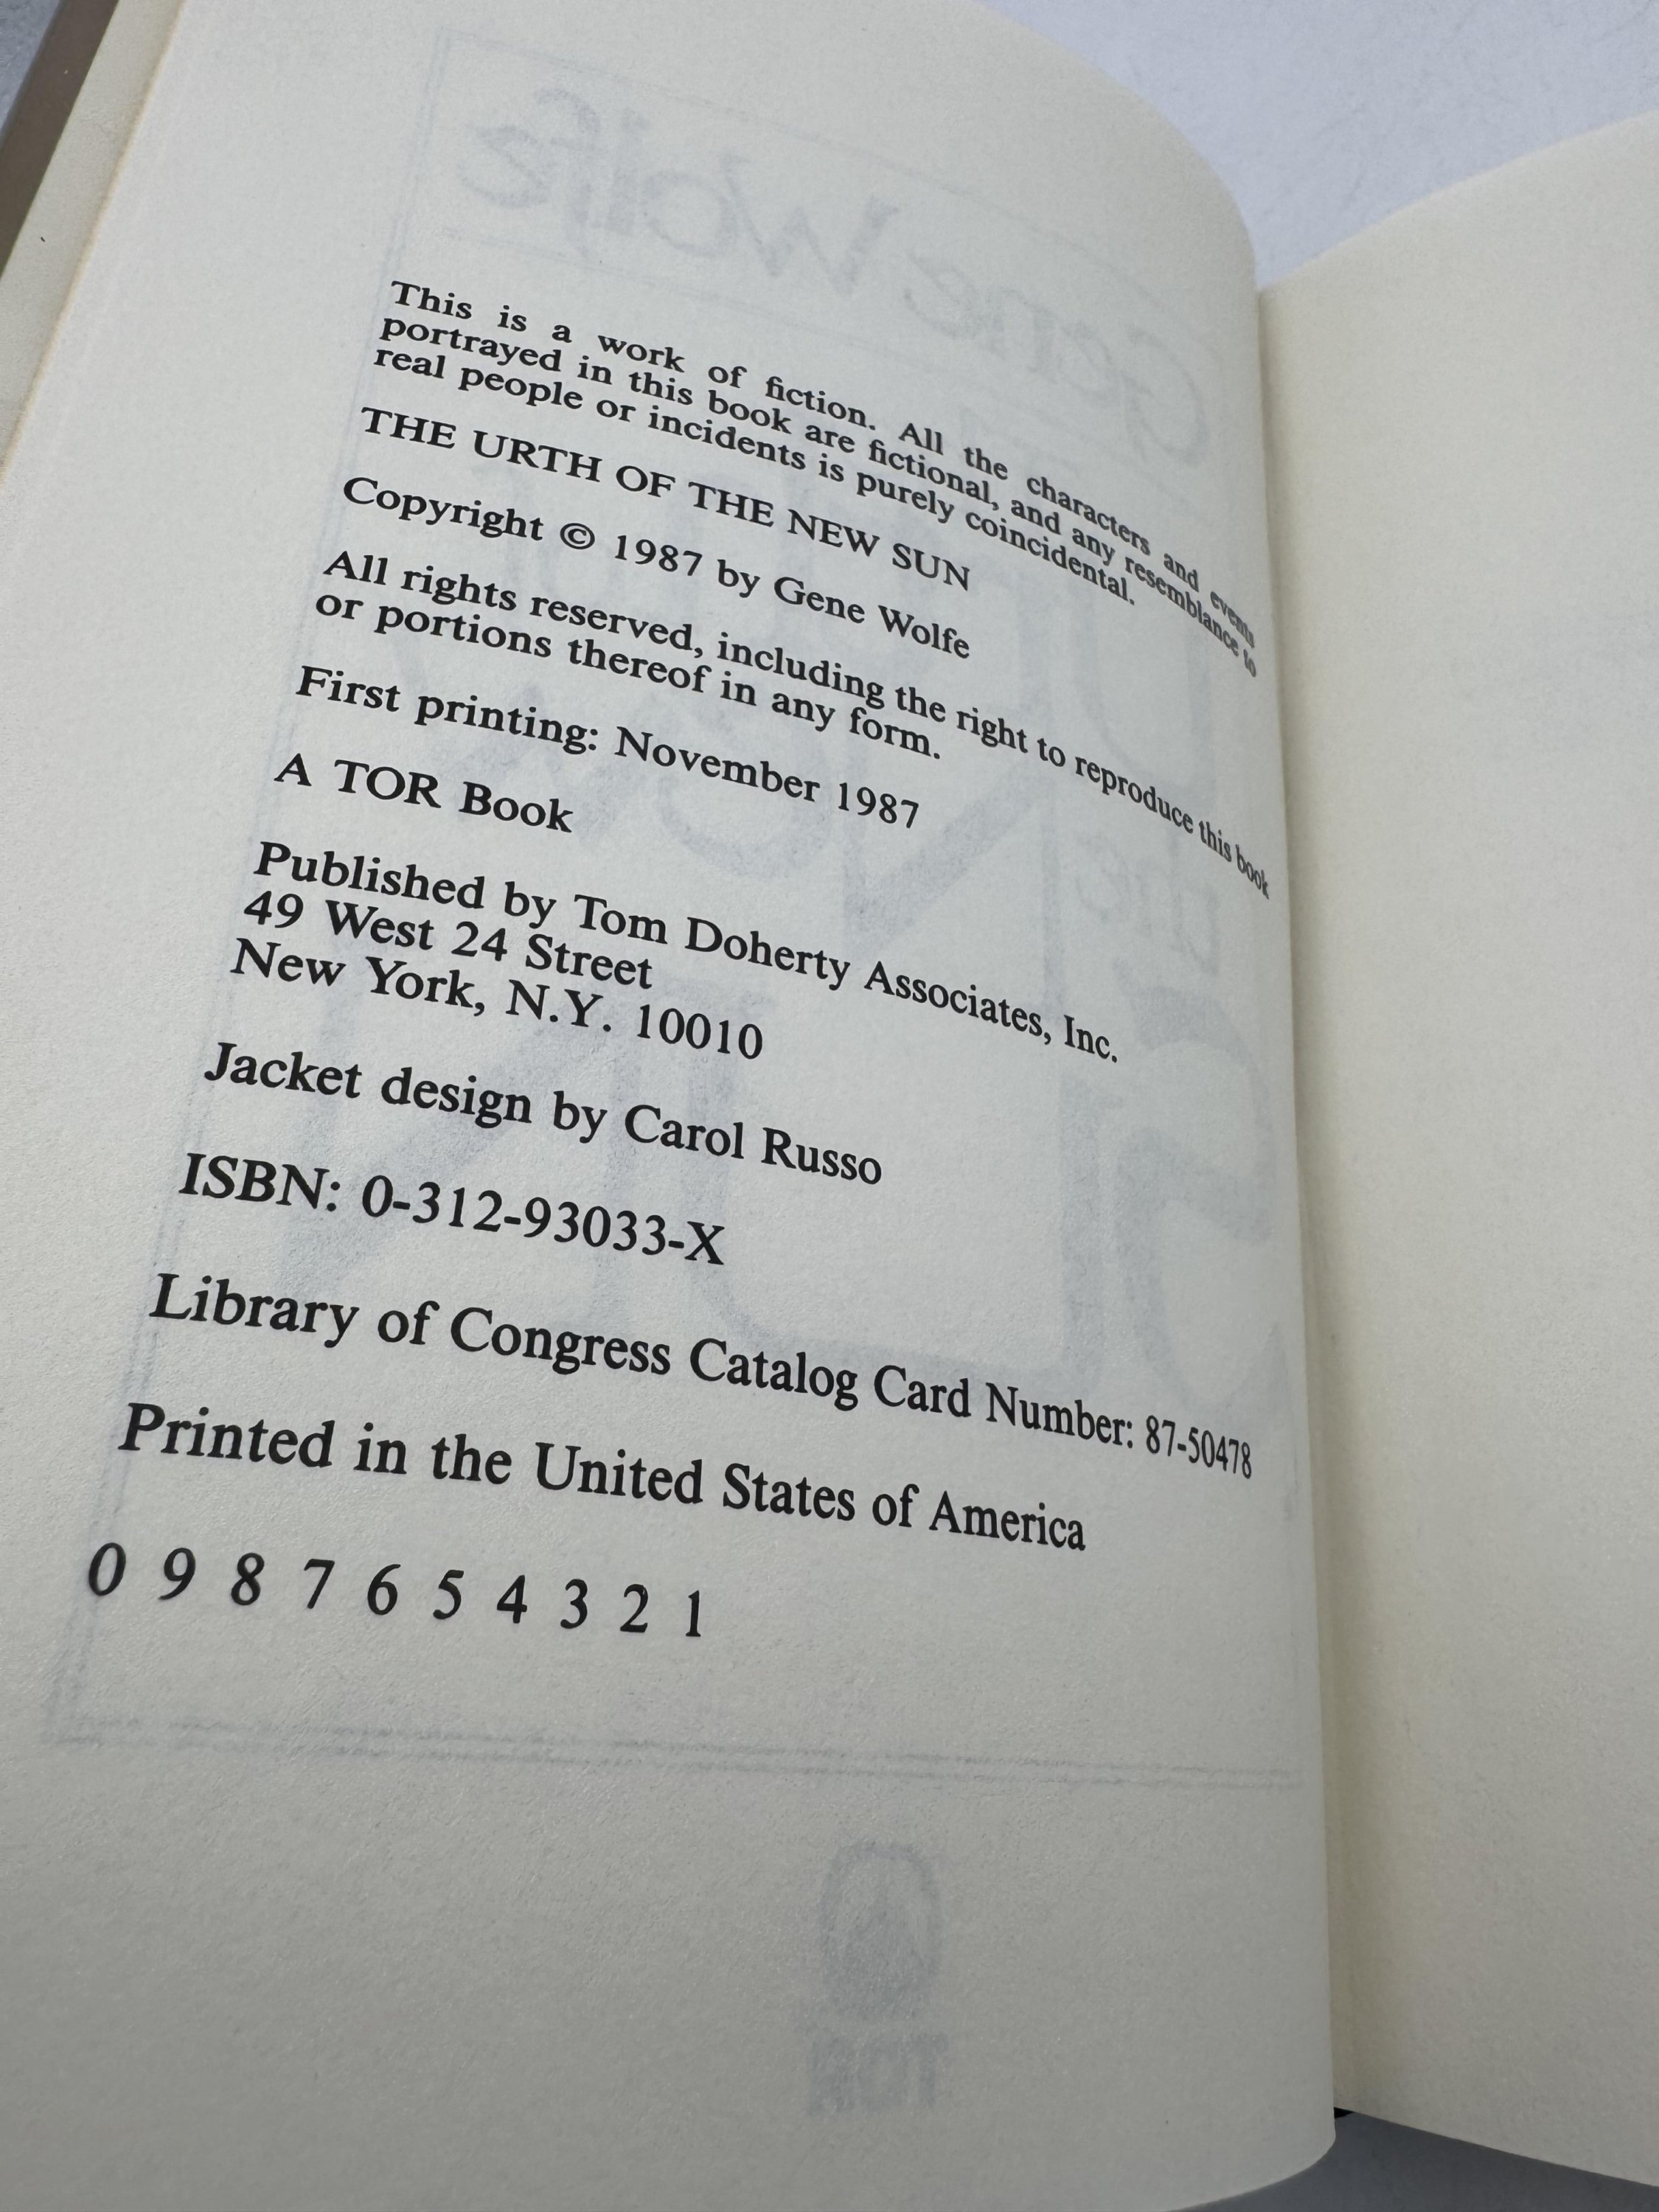 This is a work of fiction. All the characters and events
portrayed in this book are fictional, and any resemblance to
real people or incidents is purely coincidental.
THE URTH OF THE NEW SUN
Copyright © 1987 by Gene Wolfe
All rights reserved, including the right to reproduce this book
or portions thereof in any form.
First printing: November 1987
A TOR Book
Published by Tom Doherty Associates, Inc.
49 West 24 Street
New York, N.Y. 10010
Jacket design by Carol Russo
ISBN: 0-312-93033-X
Library of Congress Catalog Card Number: 87-50478
Printed in the United States of America
0 9 8 7 6 5 4 3 2 1